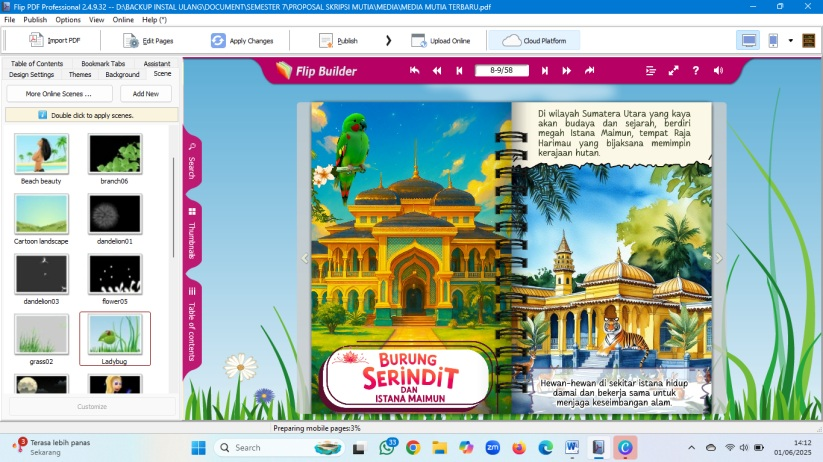 Flip PDF Professional 2.4.9.32 -- D:\BACKUP INSTAL ULANG\DOCUMENT\SEMESTER 7\PROPOSAL SKRIPSI MUTIA\MEDIA\MEDIA MUTIA TERBARU.pdf
File Publish Options View Online Help (*)
Import PDF Edit Pages Apply Changes Publish Upload Online Cloud Platform
Table of Contents Bookmark Tabs Assistant
Design Settings Themes Background Scene
More Online Scenes ... Add New
Double click to apply scenes.
Beach beauty branch06
Cartoon landscape dandelion01
dandelion03 flower05
grass02 Ladybug
Customize
Flip Builder 8-9/58
Search
Thumbnails
Table of contents
BURUNG
SERINDIT
DAN
ISTANA MAIMUN
Di wilayah Sumatera Utara yang kaya
akan budaya dan sejarah, berdiri
megah Istana Maimun, tempat Raja
Harimau yang bijaksana memimpin
kerajaan hutan.
Hewan-hewan di sekitar istana hidup
damai dan bekerja sama untuk
menjaga keseimbangan alam.
Preparing mobile pages:3%
3
Terasa lebih panas
Sekarang
Search
33
zm
14:12
01/06/2025